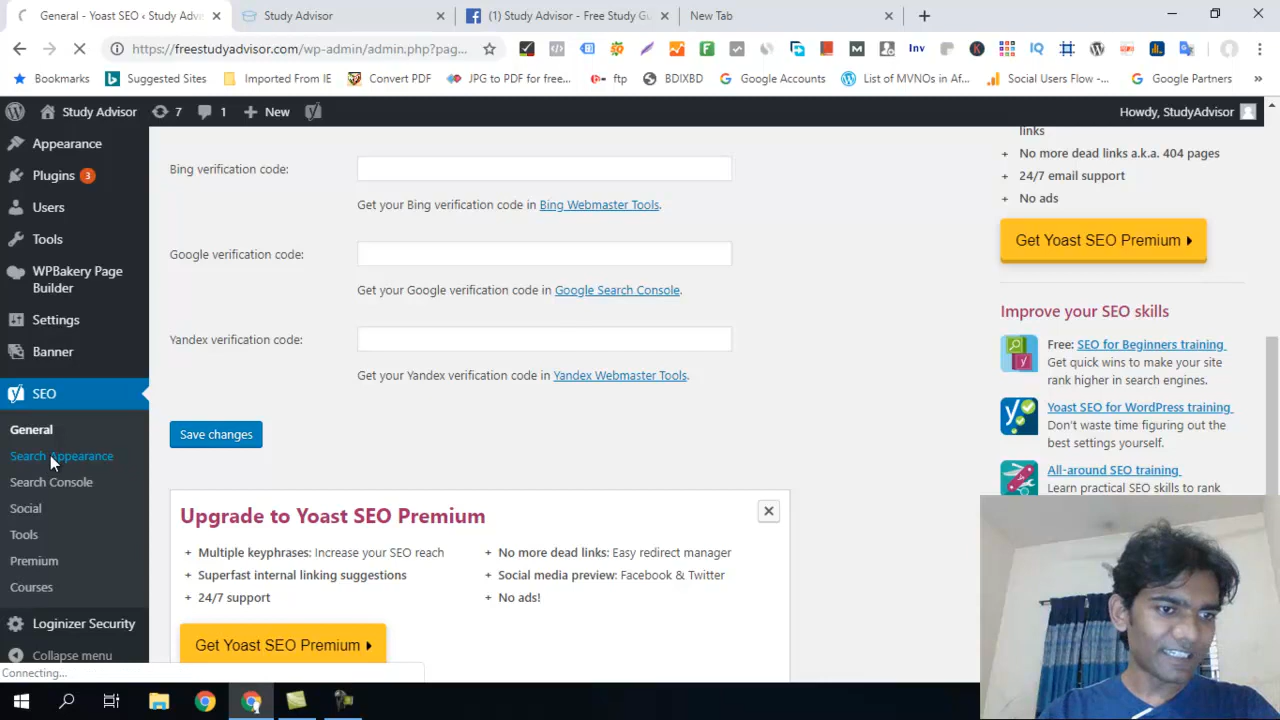 General - Yoast SEO ‹ Study Adv
Study Advisor
(1) Study Advisor - Free Study Gu
New Tab
https://freestudyadvisor.com/wp-admin/admin.php?pag...
Inv
Bookmarks
Suggested Sites
Imported From IE
Convert PDF
JPG to PDF for free...
ftp
BDIXBD
Google Accounts
List of MVNOs in Af...
Social Users Flow -...
Google Partners
Study Advisor
7
1
New
Howdy, StudyAdvisor
Appearance
Plugins 3
Users
Tools
WPBakery Page
Builder
Settings
Banner
SEO
General
Search Appearance
Search Console
Social
Tools
Premium
Courses
Loginizer Security
Collapse menu
Connecting...
Bing verification code:
Get your Bing verification code in Bing Webmaster Tools.
Google verification code:
Get your Google verification code in Google Search Console.
Yandex verification code:
Get your Yandex verification code in Yandex Webmaster Tools.
Save changes
Upgrade to Yoast SEO Premium
+ Multiple keyphrases: Increase your SEO reach
+ Superfast internal linking suggestions
+ 24/7 support
+ No more dead links: Easy redirect manager
+ Social media preview: Facebook & Twitter
+ No ads!
Get Yoast SEO Premium
links
+ No more dead links a.k.a. 404 pages
+ 24/7 email support
+ No ads
Get Yoast SEO Premium
Improve your SEO skills
Free: SEO for Beginners training
Get quick wins to make your site
rank higher in search engines.
Yoast SEO for WordPress training
Don't waste time figuring out the
best settings yourself.
All-around SEO training
Learn practical SEO skills to rank